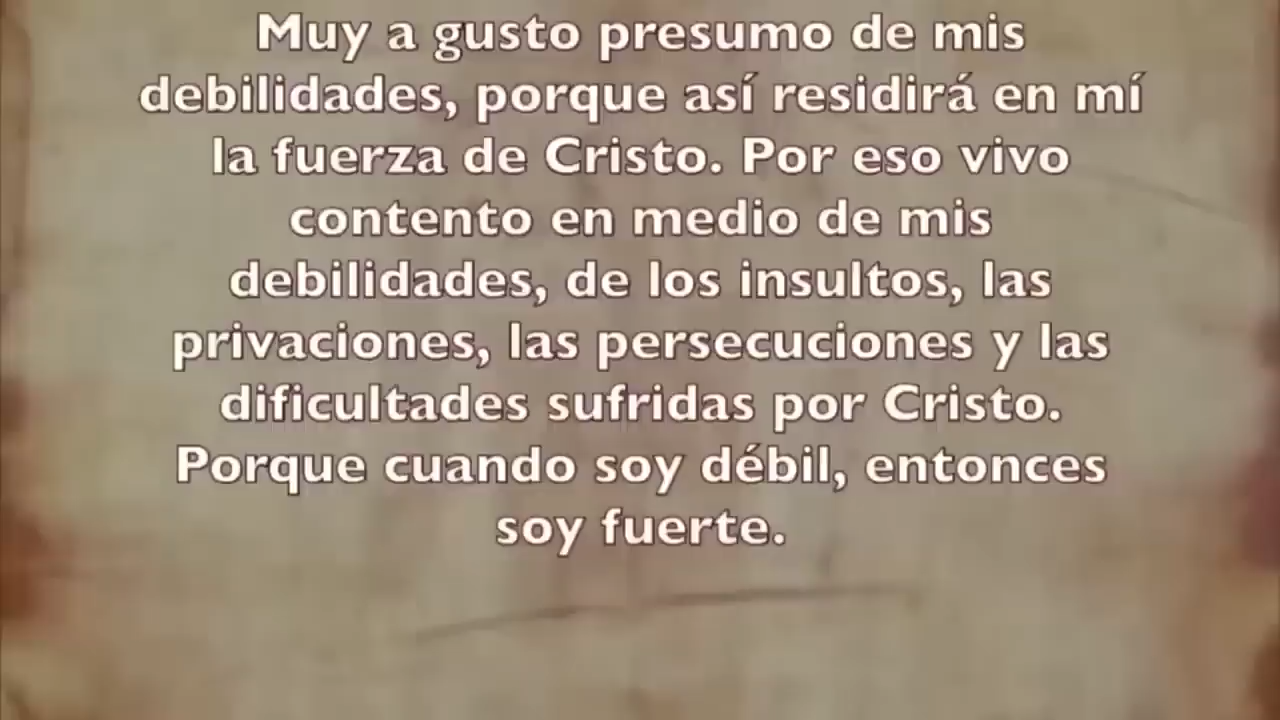 Muy a gusto presumo de mis
debilidades, porque así residirá en mí
la fuerza de Cristo. Por eso vivo
contento en medio de mis
debilidades, de los insultos, las
privaciones, las persecuciones y las
dificultades sufridas por Cristo.
Porque cuando soy débil, entonces
soy fuerte.